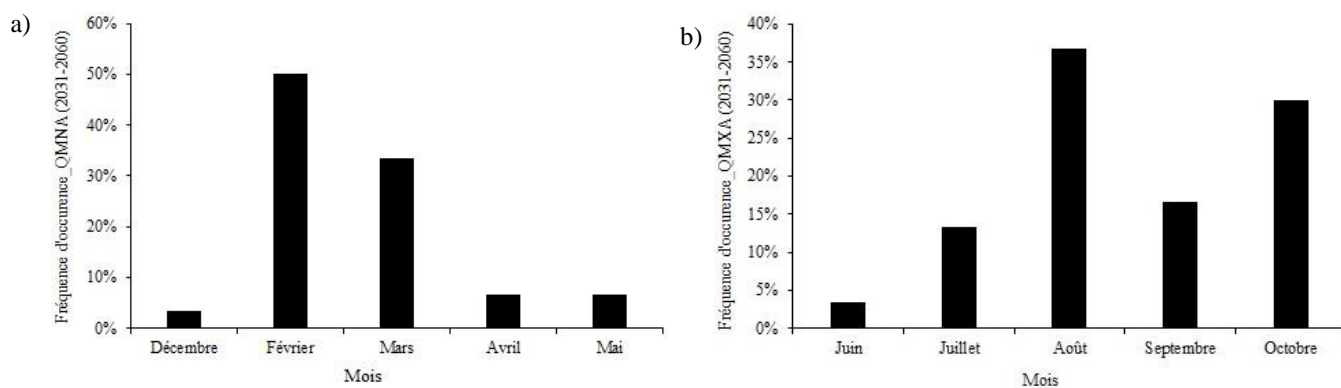 a)
Fréquence d'occurence_QMNA (2031-2060)
60%
50%
40%
30%
20%
10%
0%
Décembre Février Mars Avril Mai
Mois
b)
Fréquence d'occurence_QMXA (2031-2060)
40%
35%
30%
25%
20%
15%
10%
5%
0%
Juin Juillet Août Septembre Octobre
Mois